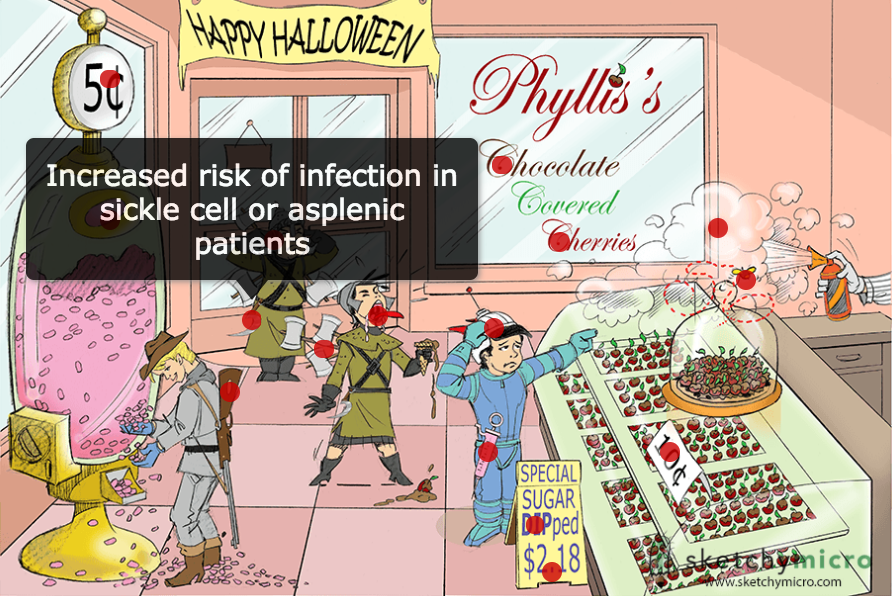 HAPPY HALLOWEEN
5¢
Phyllis's
Chocolate
Covered
Cherries
Increased risk of infection in
sickle cell or asplenic
patients
10¢
SPECIAL
SUGAR
DIPped
$2.18
sketchymicro
www.sketchymicro.com